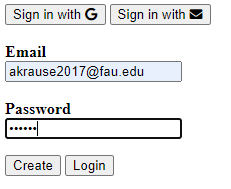 Sign in with G Sign in with
Email
akrause2017@fau.edu
Password
••••••
Create Login